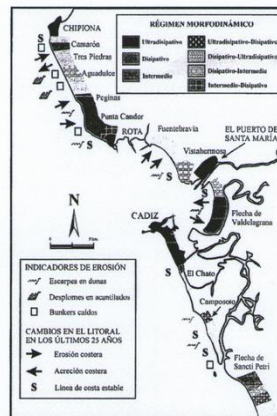 CHIPIONA
Camarón
Tres Piedras
Aguadulce
Peginas
Punta Candor
ROTA
Fuentebravía
Vistahermosa
EL PUERTO DE
SANTA MARÍA
Flecha de
Valdelagrana
CADIZ
El Chato
Camposoto
Flecha de
Sancti Petri
S
S
S
S
S
S
S
N
RÉGIMEN MORFODINÁMICO
Ultradisipativo
Disipativo
Intermedio
Ultradisipativo-Disipativo
Disipativo-Ultradisipativo
Disipativo-Intermedio
Intermedio-Disipativo
INDICADORES DE EROSIÓN
Escarpes en dunas
Desplomes en acantilados
Bunkers caídos
CAMBIOS EN EL LITORAL
EN LOS ÚLTIMOS 25 AÑOS
Erosión costera
Acreción costera
S Línea de costa estable